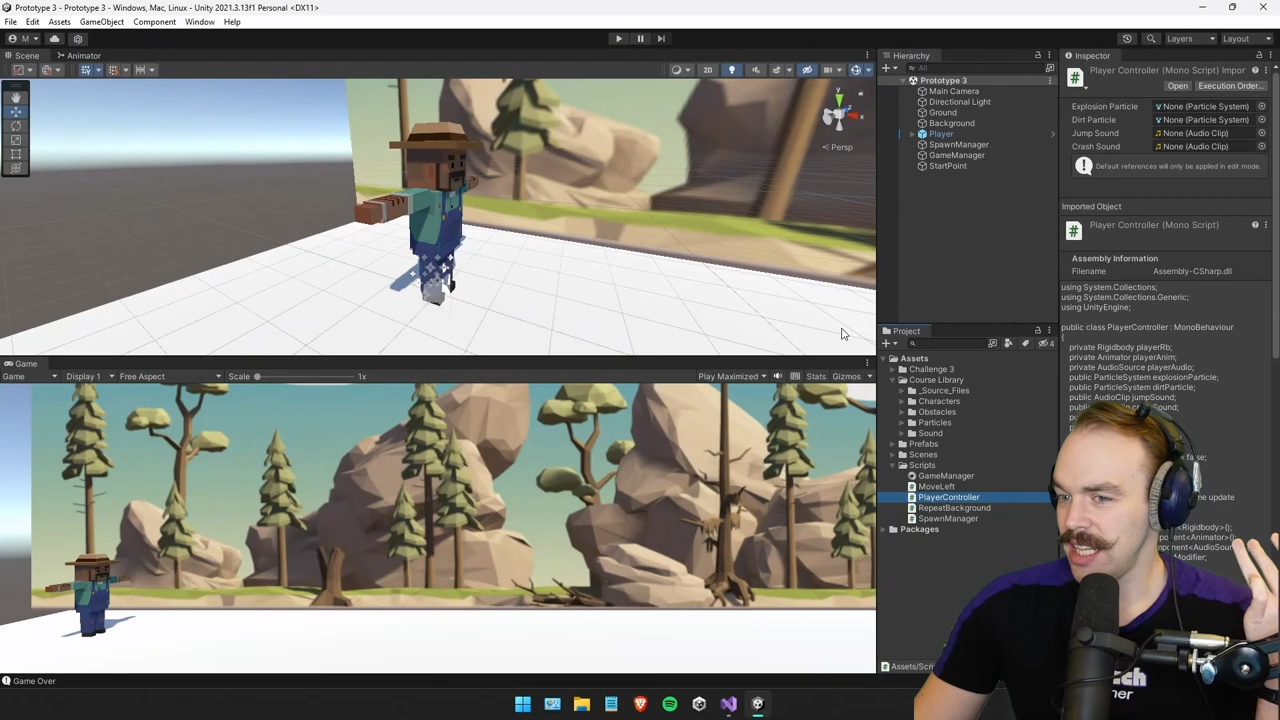 Prototype 3 - Windows, Mac, Linux - Unity 2021.3.13f1 Personal <DX11>
File Edit Assets GameObject Component Window Help
M
Layers
Layout
Scene
Animator
2D
Persp
Game
Game
Display 1
Free Aspect
Scale
1x
Play Maximized
Stats
Gizmos
Game Over
Hierarchy
All
Prototype 3
Main Camera
Directional Light
Ground
Background
Player
SpawnManager
GameManager
StartPoint
Project
4
Assets
Challenge 3
Course Library
_Source_Files
Characters
Obstacles
Particles
Sound
Prefabs
Scenes
Scripts
GameManager
MoveLeft
PlayerController
RepeatBackground
SpawnManager
Packages
Assets/Scri
Inspector
Player Controller (Mono Script) Impor
Open
Execution Order...
Explosion Particle
None (Particle System)
Dirt Particle
None (Particle System)
Jump Sound
None (Audio Clip)
Crash Sound
None (Audio Clip)
Default references will only be applied in edit mode.
Imported Object
Player Controller (Mono Script)
Assembly Information
Filename
Assembly-CSharp.dll
using System.Collections;
using System.Collections.Generic;
using UnityEngine;
public class PlayerController : MonoBehaviour
{
private Rigidbody playerRb;
private Animator playerAnim;
private AudioSource playerAudio;
public ParticleSystem explosionParticle;
public ParticleSystem dirtParticle;
public AudioClip jumpSound;